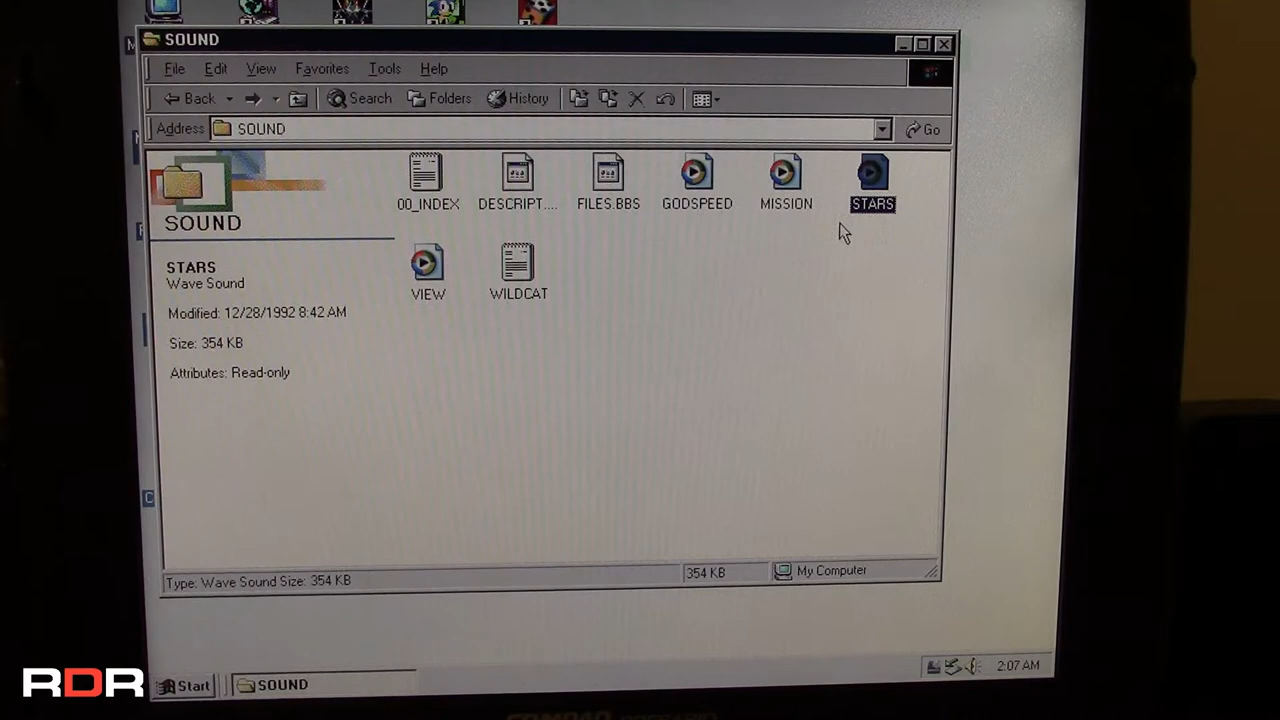 SOUND
File Edit View Favorites Tools Help
Back Search Folders History
Address SOUND Go
00_INDEX DESCRIPT.... FILES.BBS GODSPEED MISSION STARS
SOUND
VIEW WILDCAT
STARS
Wave Sound
Modified: 12/28/1992 8:42 AM
Size: 354 KB
Attributes: Read-only
C
Type: Wave Sound Size: 354 KB 354 KB My Computer
RDR
Start SOUND 2:07 AM